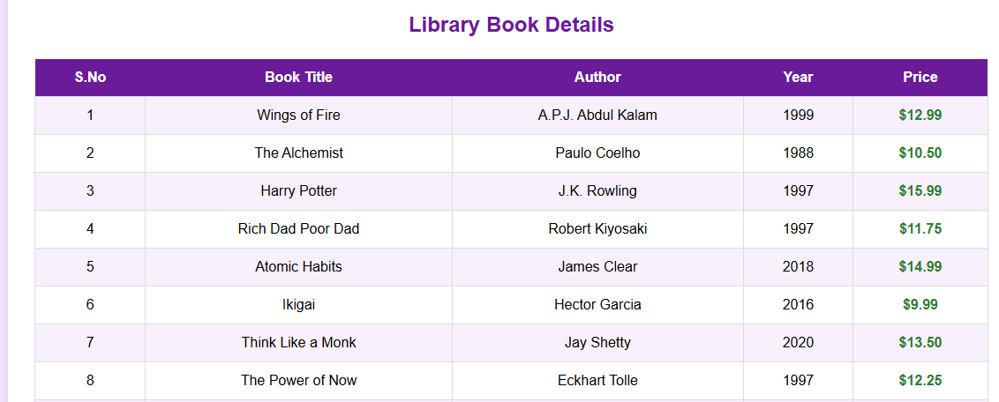 Library Book Details
S.No Book Title Author Year Price
1 Wings of Fire A.P.J. Abdul Kalam 1999 $12.99
2 The Alchemist Paulo Coelho 1988 $10.50
3 Harry Potter J.K. Rowling 1997 $15.99
4 Rich Dad Poor Dad Robert Kiyosaki 1997 $11.75
5 Atomic Habits James Clear 2018 $14.99
6 Ikigai Hector Garcia 2016 $9.99
7 Think Like a Monk Jay Shetty 2020 $13.50
8 The Power of Now Eckhart Tolle 1997 $12.25